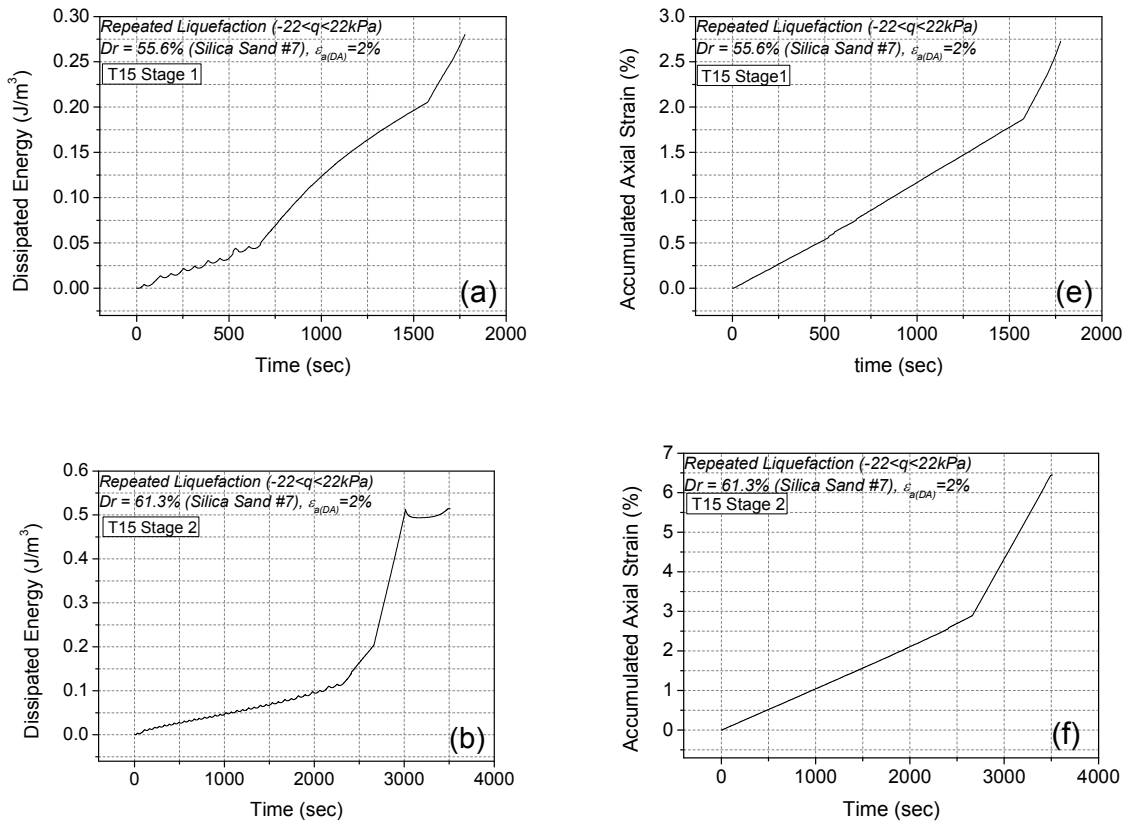 Repeated Liquefaction (-22<q<22kPa)
Dr = 55.6% (Silica Sand #7), εa(DA)=2%
T15 Stage 1
0.30
0.25
0.20
0.15
0.10
0.05
0.00
Dissipated Energy (J/m³)
(a)
0 500 1000 1500 2000
Time (sec)
Repeated Liquefaction (-22<q<22kPa)
Dr = 55.6% (Silica Sand #7), εa(DA)=2%
T15 Stage1
3.0
2.5
2.0
1.5
1.0
0.5
0.0
Accumulated Axial Strain (%)
(e)
0 500 1000 1500 2000
time (sec)
Repeated Liquefaction (-22<q<22kPa)
Dr = 61.3% (Silica Sand #7), εa(DA)=2%
T15 Stage 2
0.6
0.5
0.4
0.3
0.2
0.1
0.0
Dissipated Energy (J/m³)
(b)
0 1000 2000 3000 4000
Time (sec)
Repeated Liquefaction (-22<q<22kPa)
Dr = 61.3% (Silica Sand #7), εa(DA)=2%
T15 Stage 2
7
6
5
4
3
2
1
0
Accumulated Axial Strain (%)
(f)
0 1000 2000 3000 4000
Time (sec)